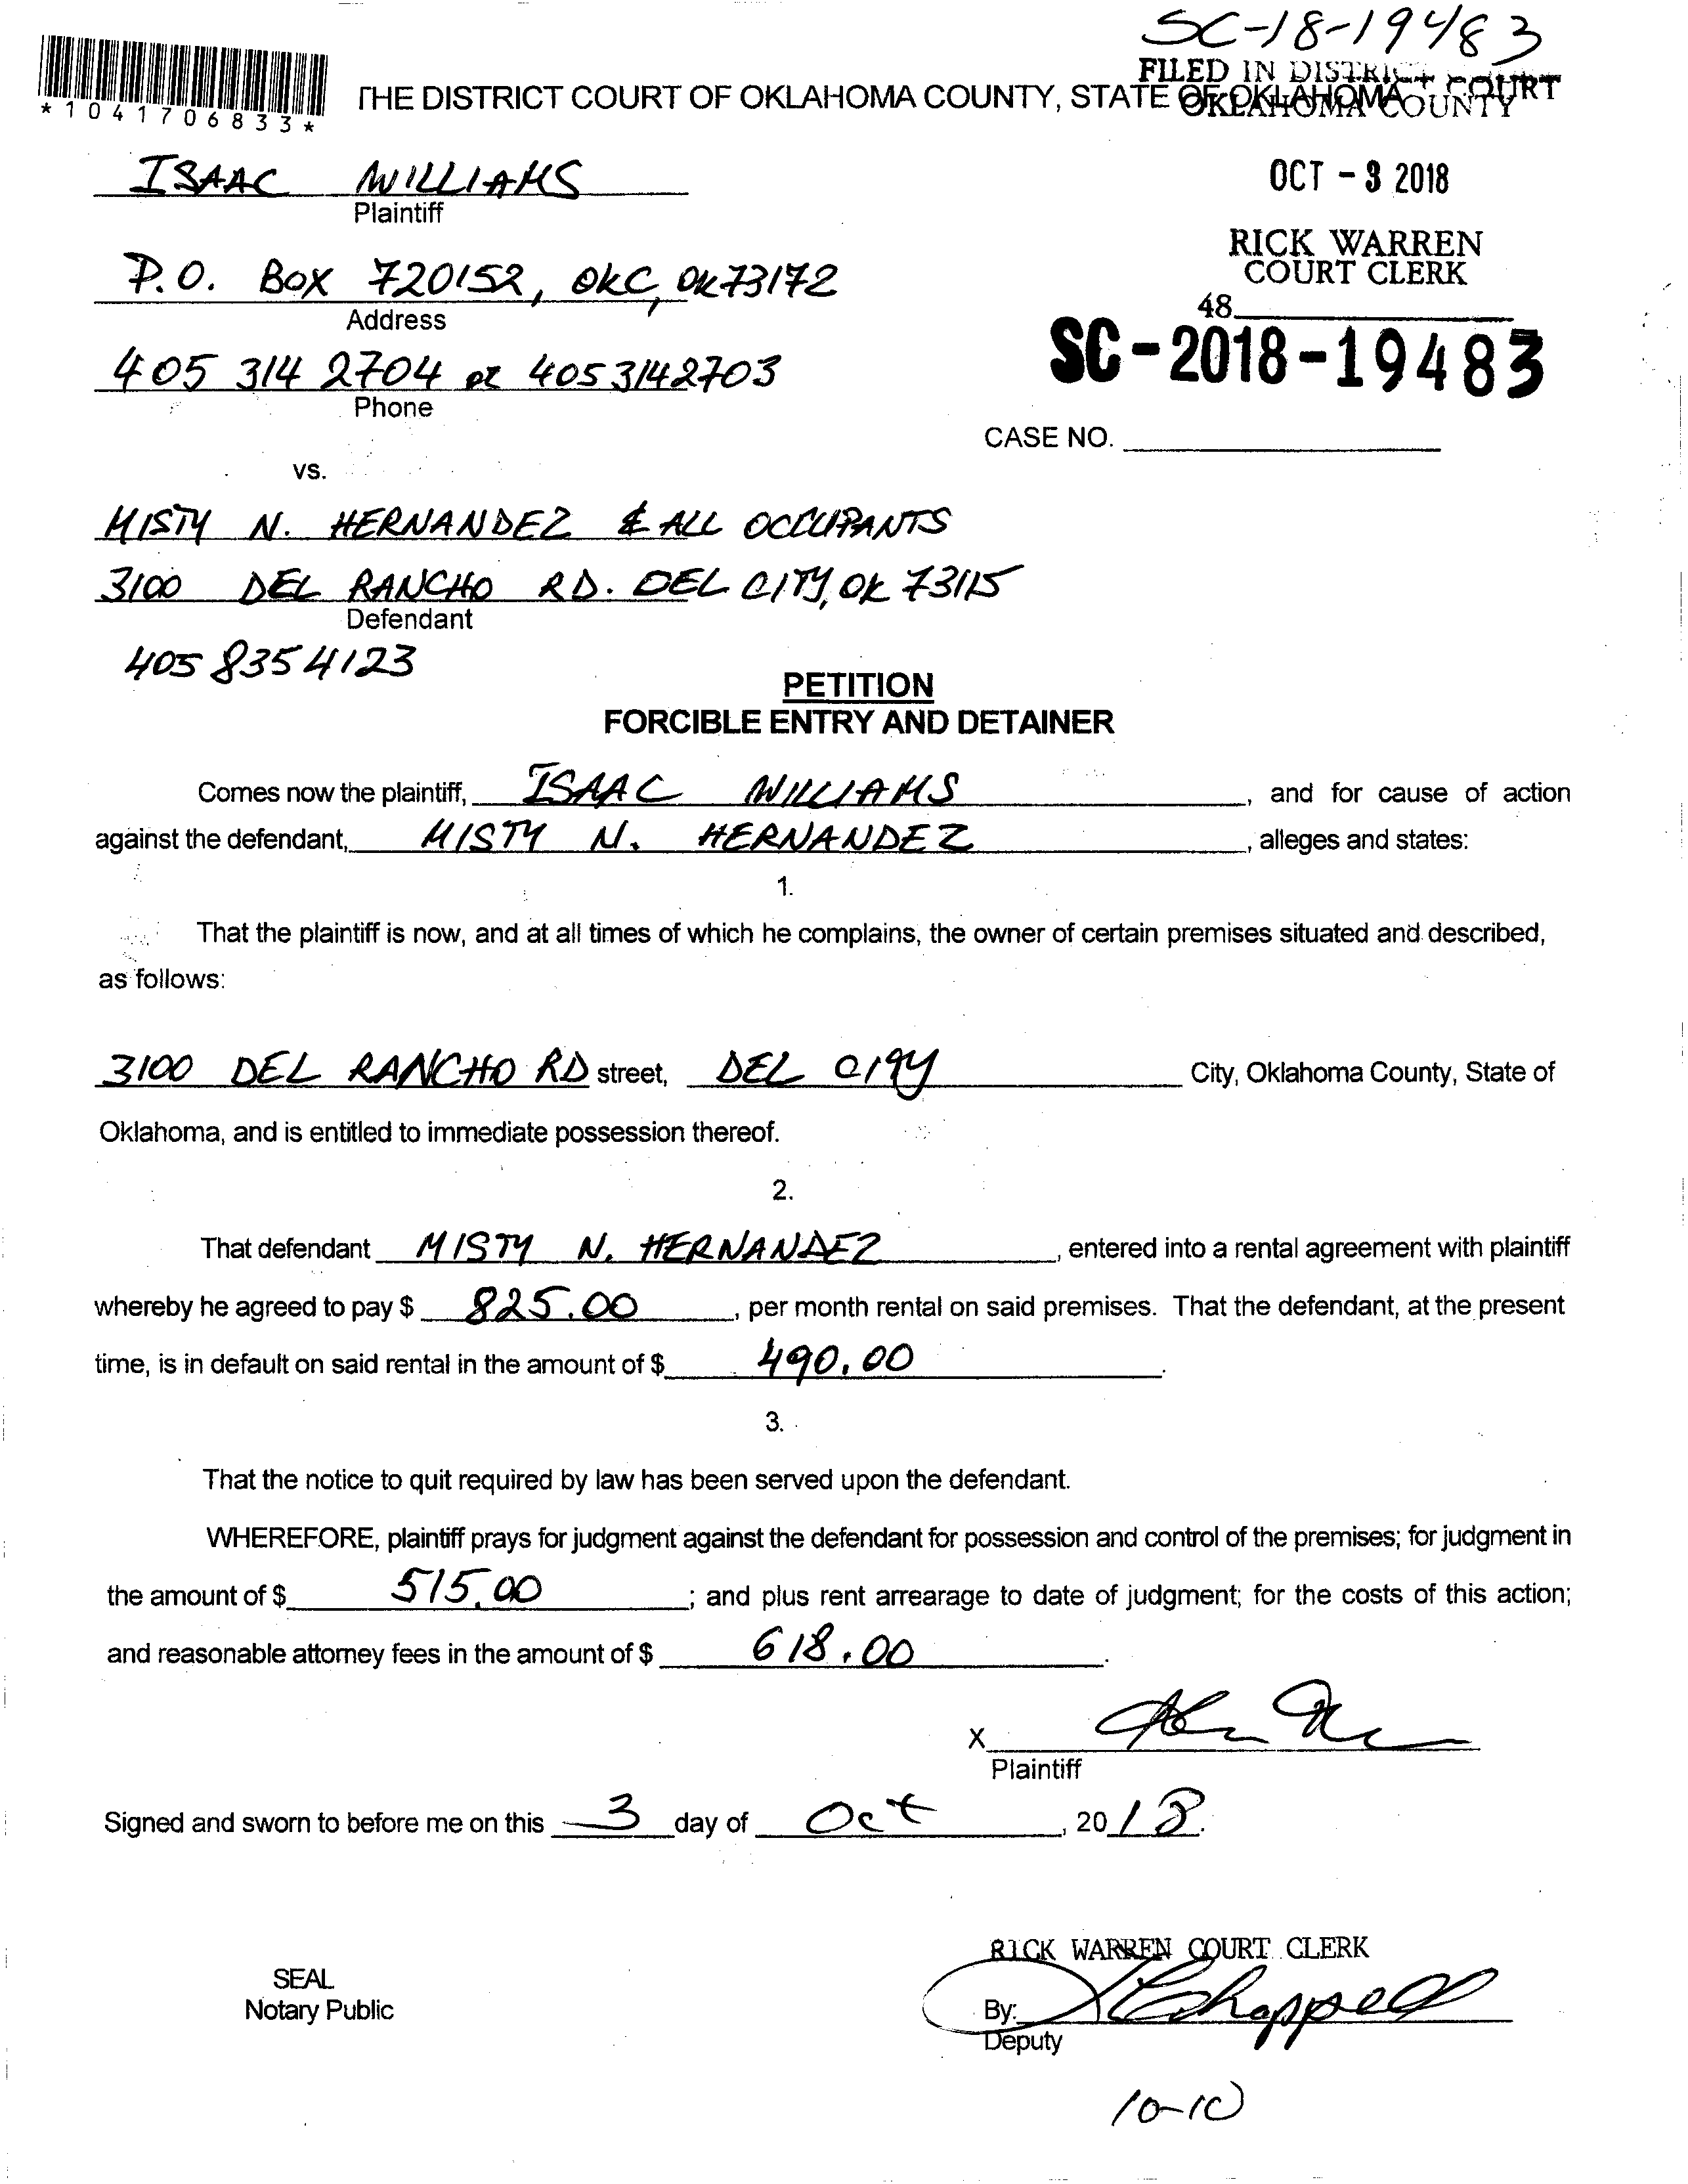 SC-18-19483
FILED IN DISTRICT COURT
OKLAHOMA COUNTY
*1041706833*
THE DISTRICT COURT OF OKLAHOMA COUNTY, STATE OF OKLAHOMA
ISAAC WILLIAMS
Plaintiff
OCT - 3 2018
P.O. BOX 720152, OKC, OK 73172
Address
RICK WARREN
COURT CLERK
48
405 314 2704 or 405 314 2703
Phone
SC-2018-19483
CASE NO.
vs.
MISTY N. HERNANDEZ & ALL OCCUPANTS
3100 DEL RANCHO RD. DEL CITY, OK 73115
Defendant
405 835 4123
PETITION
FORCIBLE ENTRY AND DETAINER
Comes now the plaintiff, ISAAC WILLIAMS, and for cause of action
against the defendant, MISTY N. HERNANDEZ, alleges and states:
1.
That the plaintiff is now, and at all times of which he complains, the owner of certain premises situated and described,
as follows:
3100 DEL RANCHO RD street, DEL CITY City, Oklahoma County, State of
Oklahoma, and is entitled to immediate possession thereof.
2.
That defendant MISTY N. HERNANDEZ, entered into a rental agreement with plaintiff
whereby he agreed to pay $ 825.00, per month rental on said premises. That the defendant, at the present
time, is in default on said rental in the amount of $ 490.00.
3.
That the notice to quit required by law has been served upon the defendant.
WHEREFORE, plaintiff prays for judgment against the defendant for possession and control of the premises; for judgment in
the amount of $ 515.00; and plus rent arrearage to date of judgment; for the costs of this action;
and reasonable attorney fees in the amount of $ 618.00.
X
Plaintiff
Signed and sworn to before me on this 3 day of Oct, 2018.
RICK WARREN COURT CLERK
SEAL
Notary Public
By: Chappell
Deputy
10-10